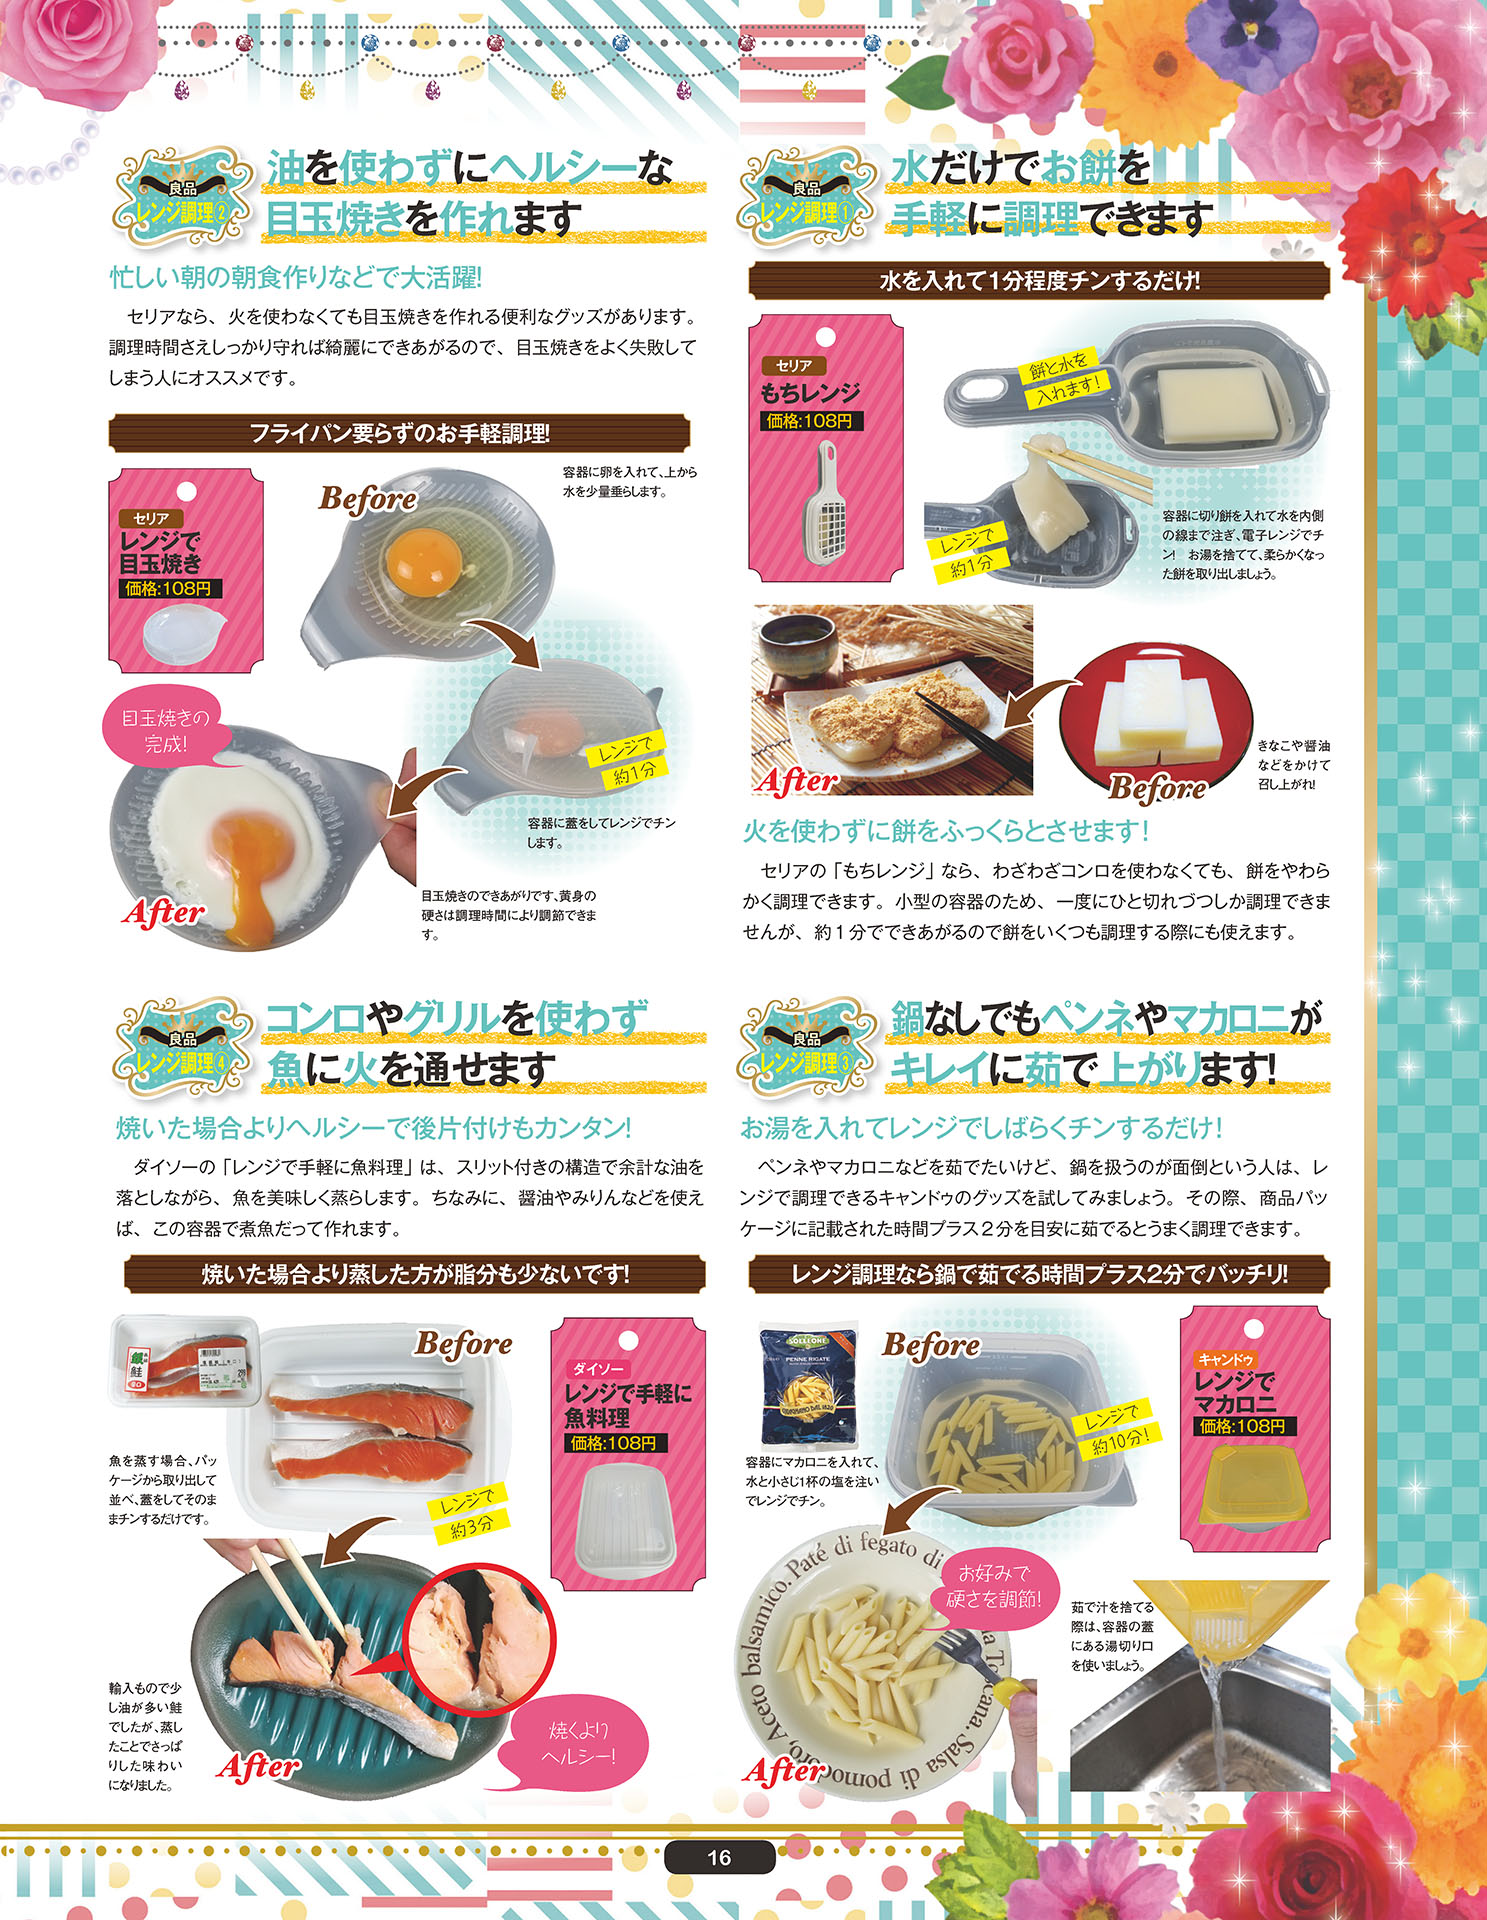 良品
レンジ調理①
水だけでお餅を
手軽に調理できます
水を入れて1分程度チンするだけ!
セリア
もちレンジ
価格:108円
餅と水を
入れます!
レンジで
約1分
容器に切り餅を入れて水を内側
の線まで注ぎ、電子レンジでチ
ン! お湯を捨てて、柔らかくなっ
た餅を取り出しましょう。
After
Before
きなこや醤油
などをかけて
召し上がれ!
火を使わずに餅をふっくらとさせます!
セリアの「もちレンジ」なら、わざわざコンロを使わなくても、餅をやわら
かく調理できます。小型の容器のため、一度にひと切れづつしか調理できま
せんが、約1分でできあがるので餅をいくつも調理する際にも使えます。
良品
レンジ調理②
油を使わずにヘルシーな
目玉焼きを作れます
忙しい朝の朝食作りなどで大活躍!
セリアなら、火を使わなくても目玉焼きを作れる便利なグッズがあります。
調理時間さえしっかり守れば綺麗にできあがるので、目玉焼きをよく失敗して
しまう人にオススメです。
フライパン要らずのお手軽調理!
セリア
レンジで
目玉焼き
価格:108円
Before
容器に卵を入れて、上から
水を少量垂らします。
レンジで
約1分
容器に蓋をしてレンジでチン
します。
目玉焼きの
完成!
After
目玉焼きのできあがりです、黄身の
硬さは調理時間により調節できま
す。
良品
レンジ調理③
鍋なしでもペンネやマカロニが
キレイに茹で上がります!
お湯を入れてレンジでしばらくチンするだけ!
ペンネやマカロニなどを茹でたいけど、鍋を扱うのが面倒という人は、レ
ンジで調理できるキャンドゥのグッズを試してみましょう。その際、商品パッ
ケージに記載された時間プラス2分を目安に茹でるとうまく調理できます。
レンジ調理なら鍋で茹でる時間プラス2分でバッチリ!
SOLLEONE
PENNE RIGATE
Before
レンジで
約10分!
キャンドゥ
レンジで
マカロニ
価格:108円
容器にマカロニを入れて、
水と小さじ1杯の塩を注い
でレンジでチン。
お好みで
硬さを調節!
Aceto balsamico. Paté di fegato di
Toscana. Salsa di pomodoro,
After
茹で汁を捨てる
際は、容器の蓋
にある湯切り口
を使いましょう。
良品
レンジ調理④
コンロやグリルを使わず
魚に火を通せます
焼いた場合よりヘルシーで後片付けもカンタン!
ダイソーの「レンジで手軽に魚料理」は、スリット付きの構造で余計な油を
落としながら、魚を美味しく蒸らします。ちなみに、醤油やみりんなどを使え
ば、この容器で煮魚だって作れます。
焼いた場合より蒸した方が脂分も少ないです!
銀鮭
Before
レンジで
約3分
ダイソー
レンジで手軽に
魚料理
価格:108円
魚を蒸す場合、パッ
ケージから取り出して
並べ、蓋をしてそのま
まチンするだけです。
輸入もので少
し油が多い鮭
でしたが、蒸し
たことでさっぱ
りした味わい
になりました。
After
焼くより
ヘルシー!
16